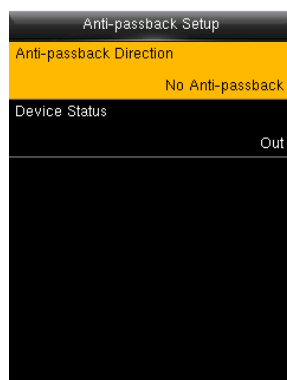 Anti-passback Setup
Anti-passback Direction
No Anti-passback
Device Status
Out